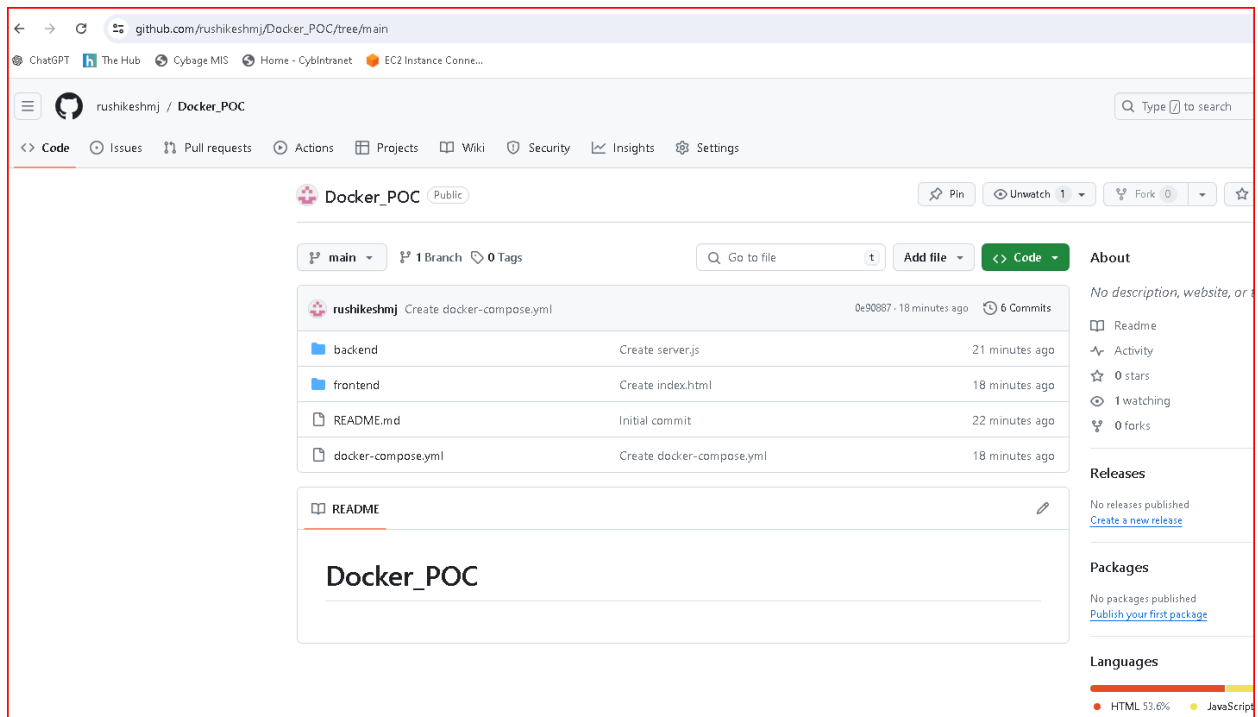 github.com/rushikeshmj/Docker_POC/tree/main
ChatGPT The Hub Cybage MIS Home - CybIntranet EC2 Instance Conne...
rushikeshmj / Docker_POC Type / to search
Code Issues Pull requests Actions Projects Wiki Security Insights Settings
Docker_POC Public Pin Unwatch 1 Fork 0
main 1 Branch 0 Tags Go to file t Add file Code
About
No description, website, or
rushikeshmj Create docker-compose.yml 0e90887 · 18 minutes ago 6 Commits
backend Create server.js 21 minutes ago
frontend Create index.html 18 minutes ago
README.md Initial commit 22 minutes ago
docker-compose.yml Create docker-compose.yml 18 minutes ago
Readme
Activity
0 stars
1 watching
0 forks
README
Docker_POC
Releases
No releases published
Create a new release
Packages
No packages published
Publish your first package
Languages
HTML 53.6% JavaScript